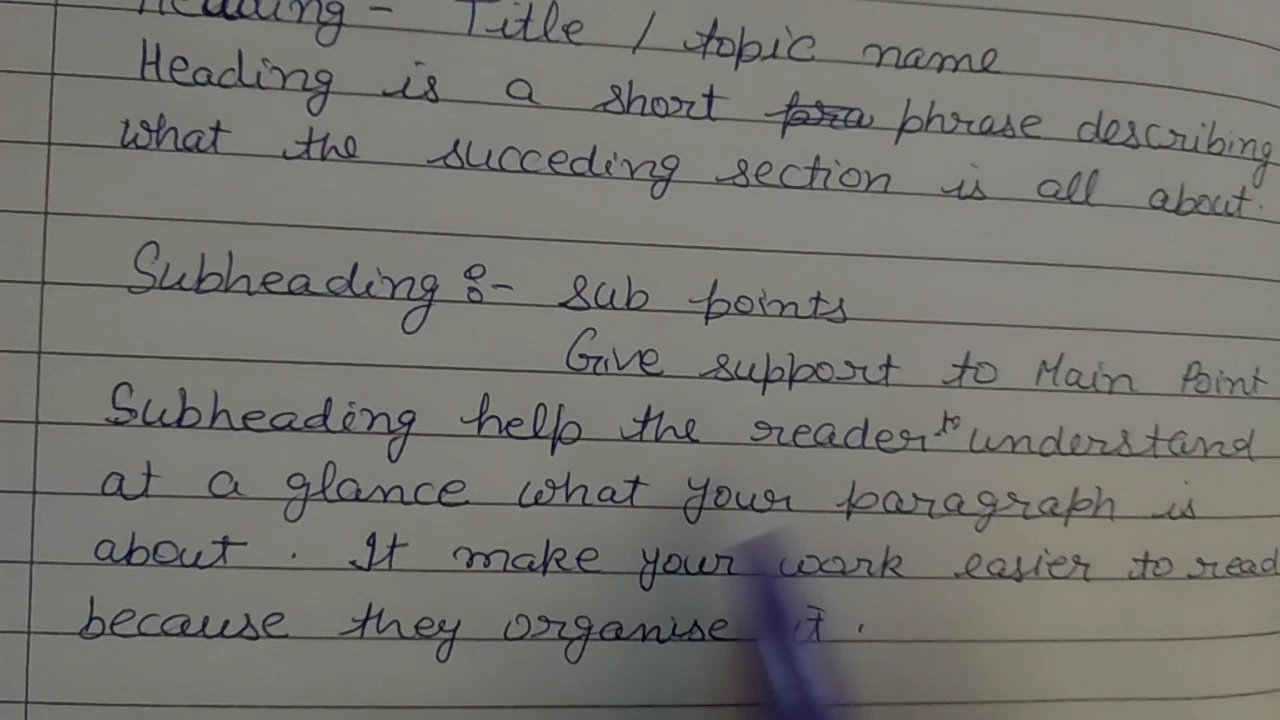 Heading - Title / topic name
Heading is a short phrase describing
what the succeding section is all about.
Subheading :- sub points
Give support to Main Point
Subheading help the reader to understand
at a glance what your paragraph is
about. It make your work easier to read
because they organise it.